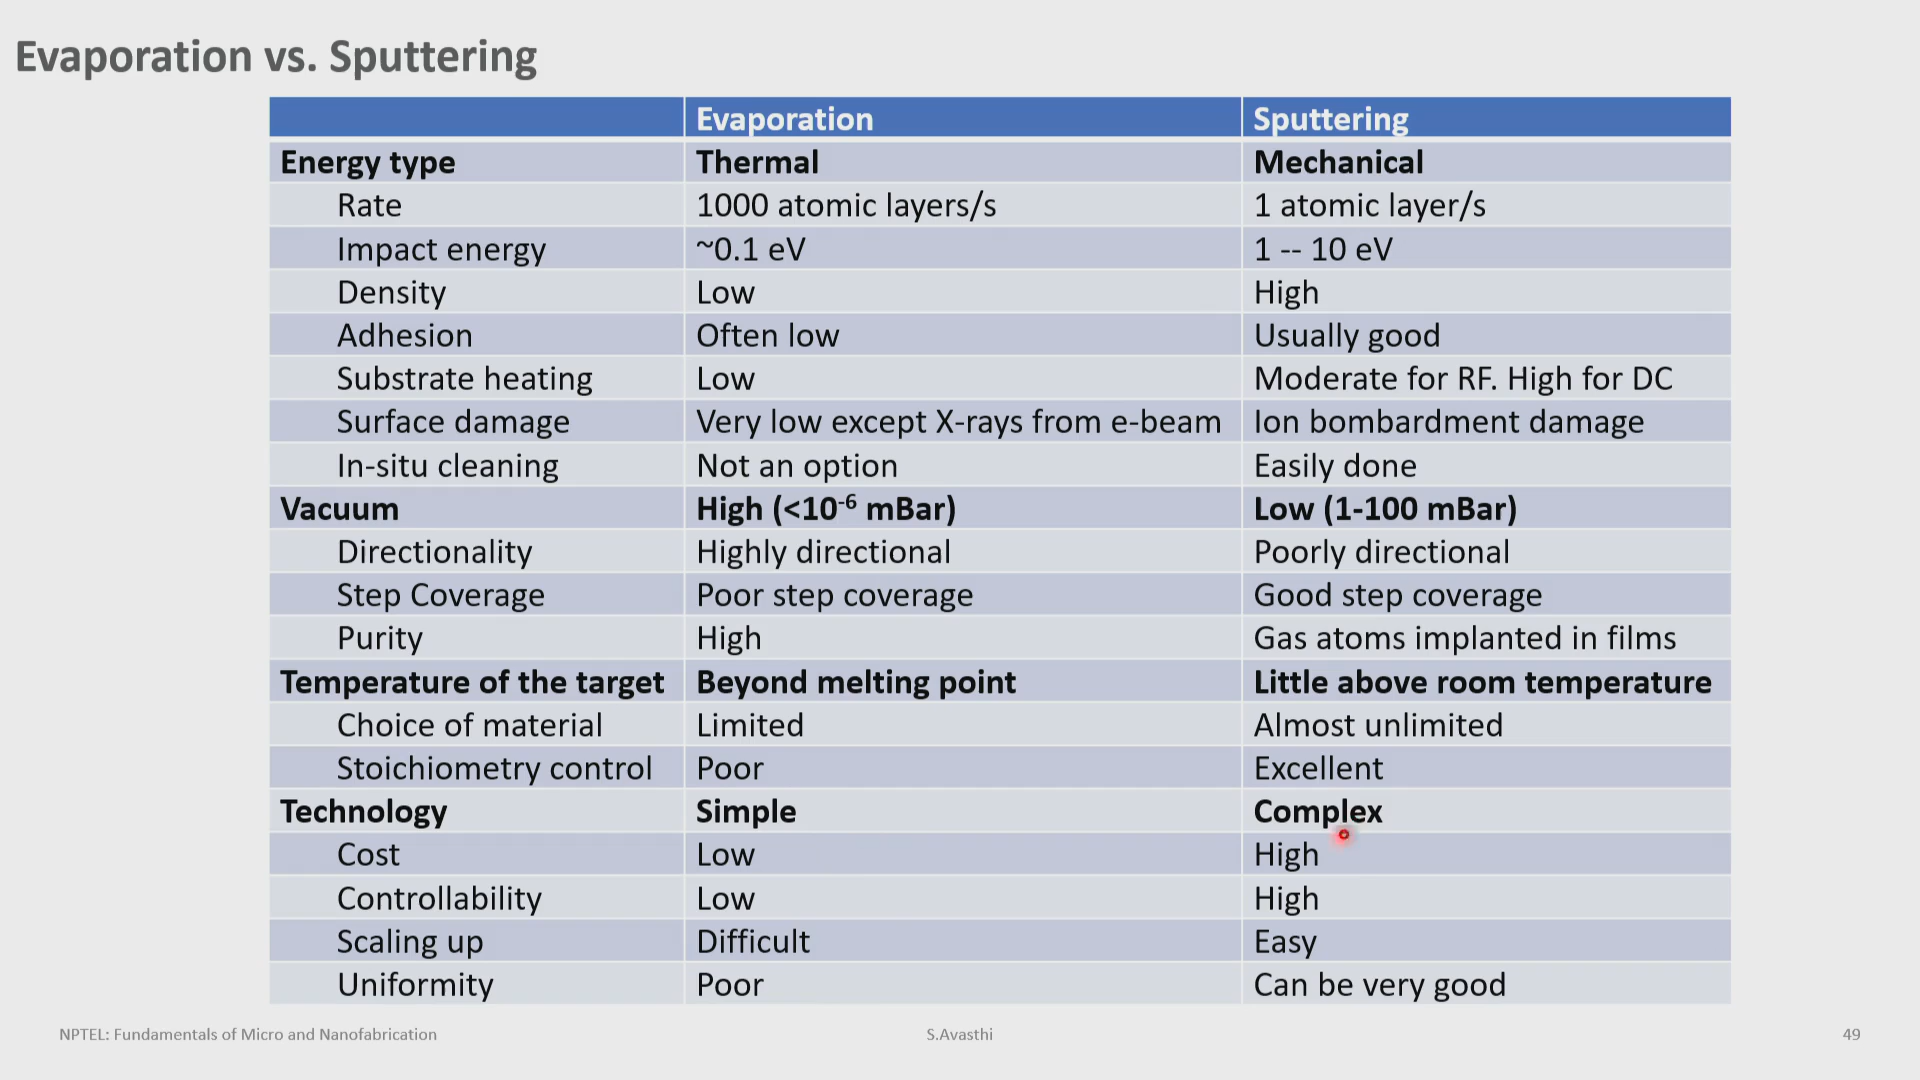 Evaporation vs. Sputtering
Evaporation Sputtering
Energy type Thermal Mechanical
Rate 1000 atomic layers/s 1 atomic layer/s
Impact energy ~0.1 eV 1 -- 10 eV
Density Low High
Adhesion Often low Usually good
Substrate heating Low Moderate for RF. High for DC
Surface damage Very low except X-rays from e-beam Ion bombardment damage
In-situ cleaning Not an option Easily done
Vacuum High (<10⁻⁶ mBar) Low (1-100 mBar)
Directionality Highly directional Poorly directional
Step Coverage Poor step coverage Good step coverage
Purity High Gas atoms implanted in films
Temperature of the target Beyond melting point Little above room temperature
Choice of material Limited Almost unlimited
Stoichiometry control Poor Excellent
Technology Simple Complex
Cost Low High
Controllability Low High
Scaling up Difficult Easy
Uniformity Poor Can be very good
NPTEL: Fundamentals of Micro and Nanofabrication S.Avasthi 49